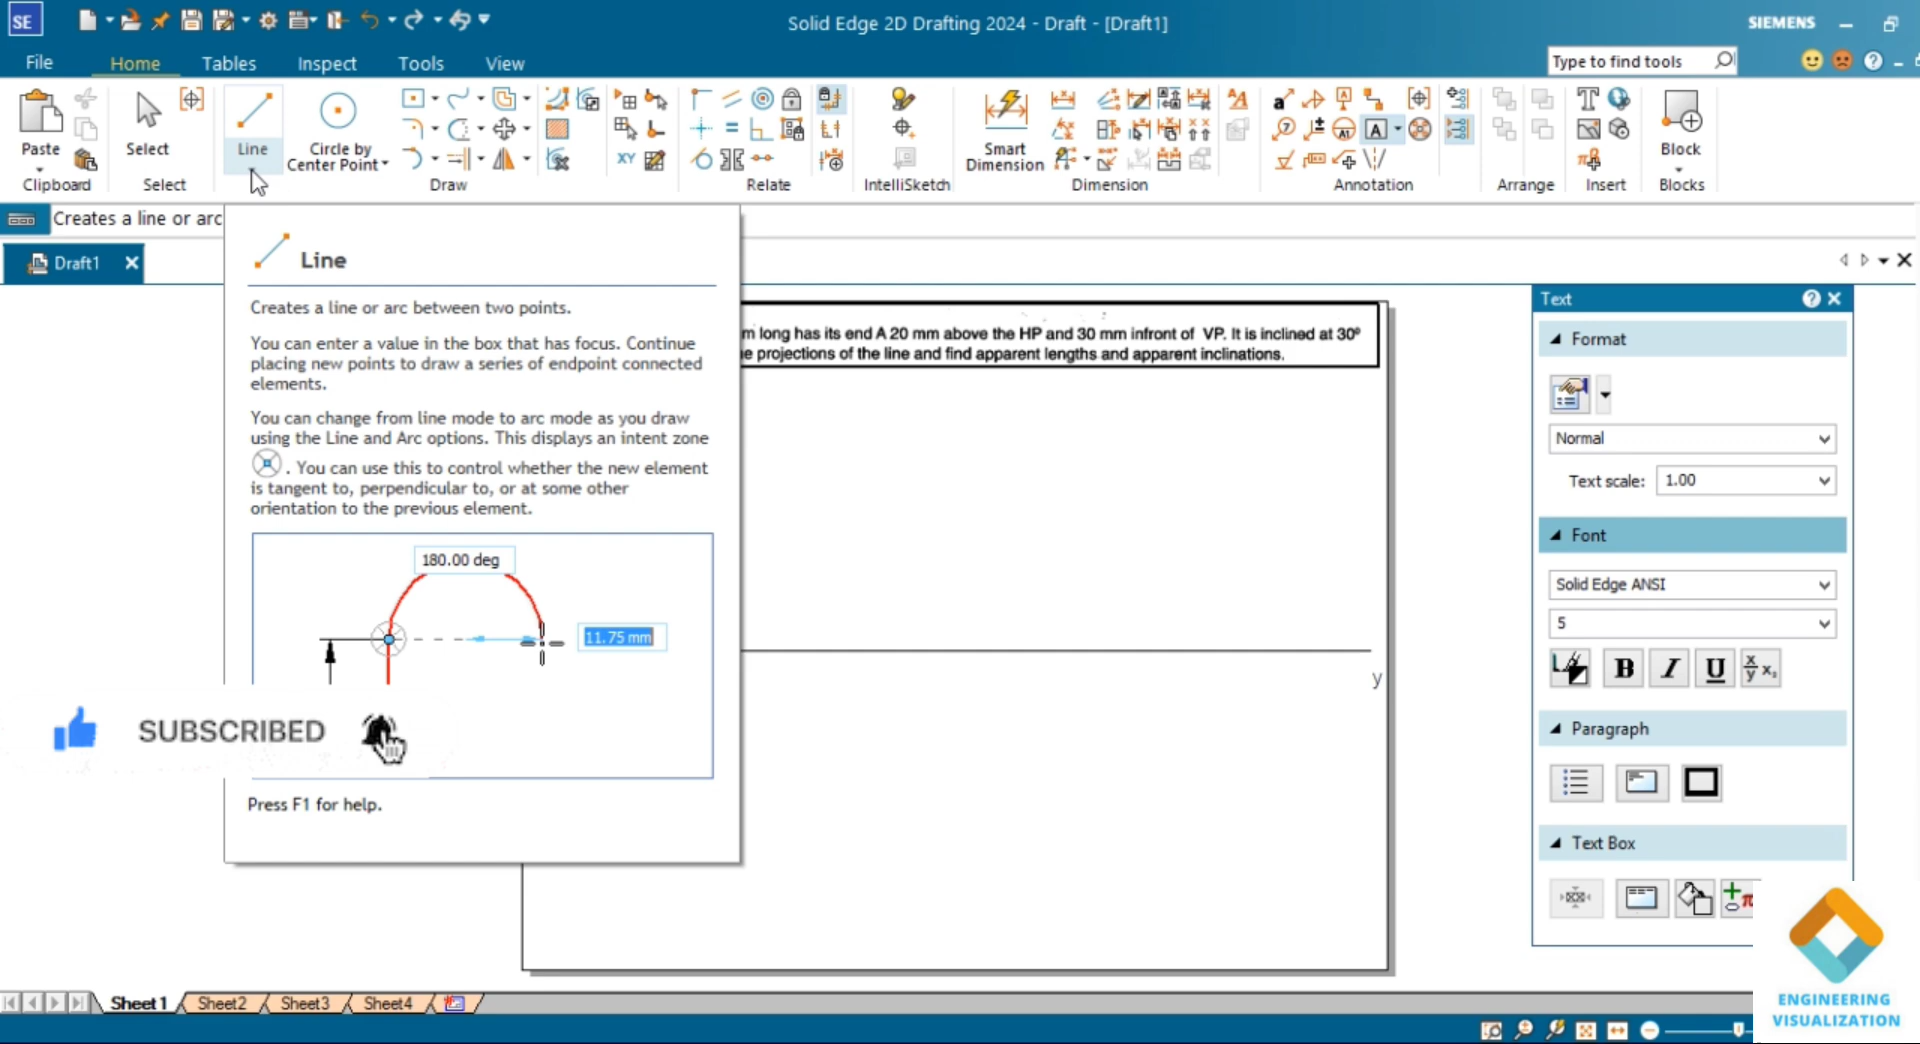 SE
Solid Edge 2D Drafting 2024 - Draft - [Draft1]
SIEMENS
File
Home
Tables
Inspect
Tools
View
Type to find tools
Paste
Select
Line
Circle by
Center Point
Smart
Dimension
Block
Clipboard
Select
Draw
Relate
IntelliSketch
Dimension
Annotation
Arrange
Insert
Blocks
Creates a line or arc
Draft1
Line
Creates a line or arc between two points.
You can enter a value in the box that has focus. Continue
placing new points to draw a series of endpoint connected
elements.
You can change from line mode to arc mode as you draw
using the Line and Arc options. This displays an intent zone
. You can use this to control whether the new element
is tangent to, perpendicular to, or at some other
orientation to the previous element.
180.00 deg
11.75 mm
Press F1 for help.
SUBSCRIBED
m long has its end A 20 mm above the HP and 30 mm infront of VP. It is inclined at 30º
e projections of the line and find apparent lengths and apparent inclinations.
y
Text
Format
Normal
Text scale: 1.00
Font
Solid Edge ANSI
5
B I U
Paragraph
Text Box
Sheet1
Sheet2
Sheet3
Sheet4
ENGINEERING
VISUALIZATION